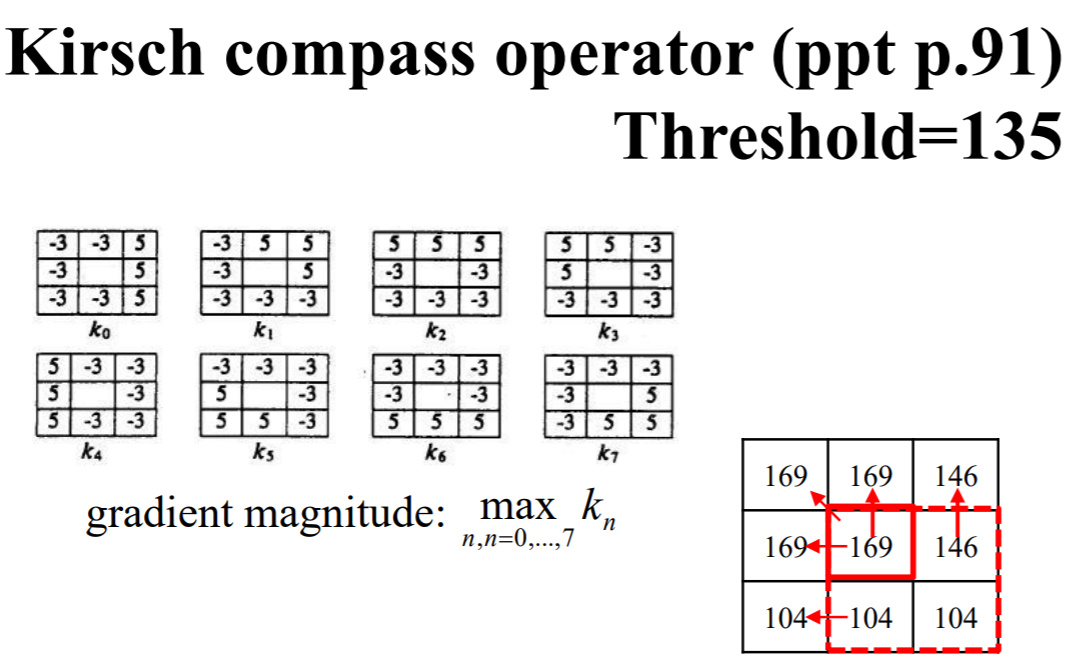 Kirsch compass operator (ppt p.91)
Threshold=135
-3 -3 5
-3 5
-3 -3 5
k0
-3 5 5
-3 5
-3 -3 -3
k1
5 5 5
-3 -3
-3 -3 -3
k2
5 5 -3
5 -3
-3 -3 -3
k3
5 -3 -3
5 -3
5 -3 -3
k4
-3 -3 -3
5 -3
5 5 -3
k5
-3 -3 -3
-3 -3
5 5 5
k6
-3 -3 -3
-3 5
-3 5 5
k7
gradient magnitude: max kn
n,n=0,...,7
169 169 146
169 169 146
104 104 104